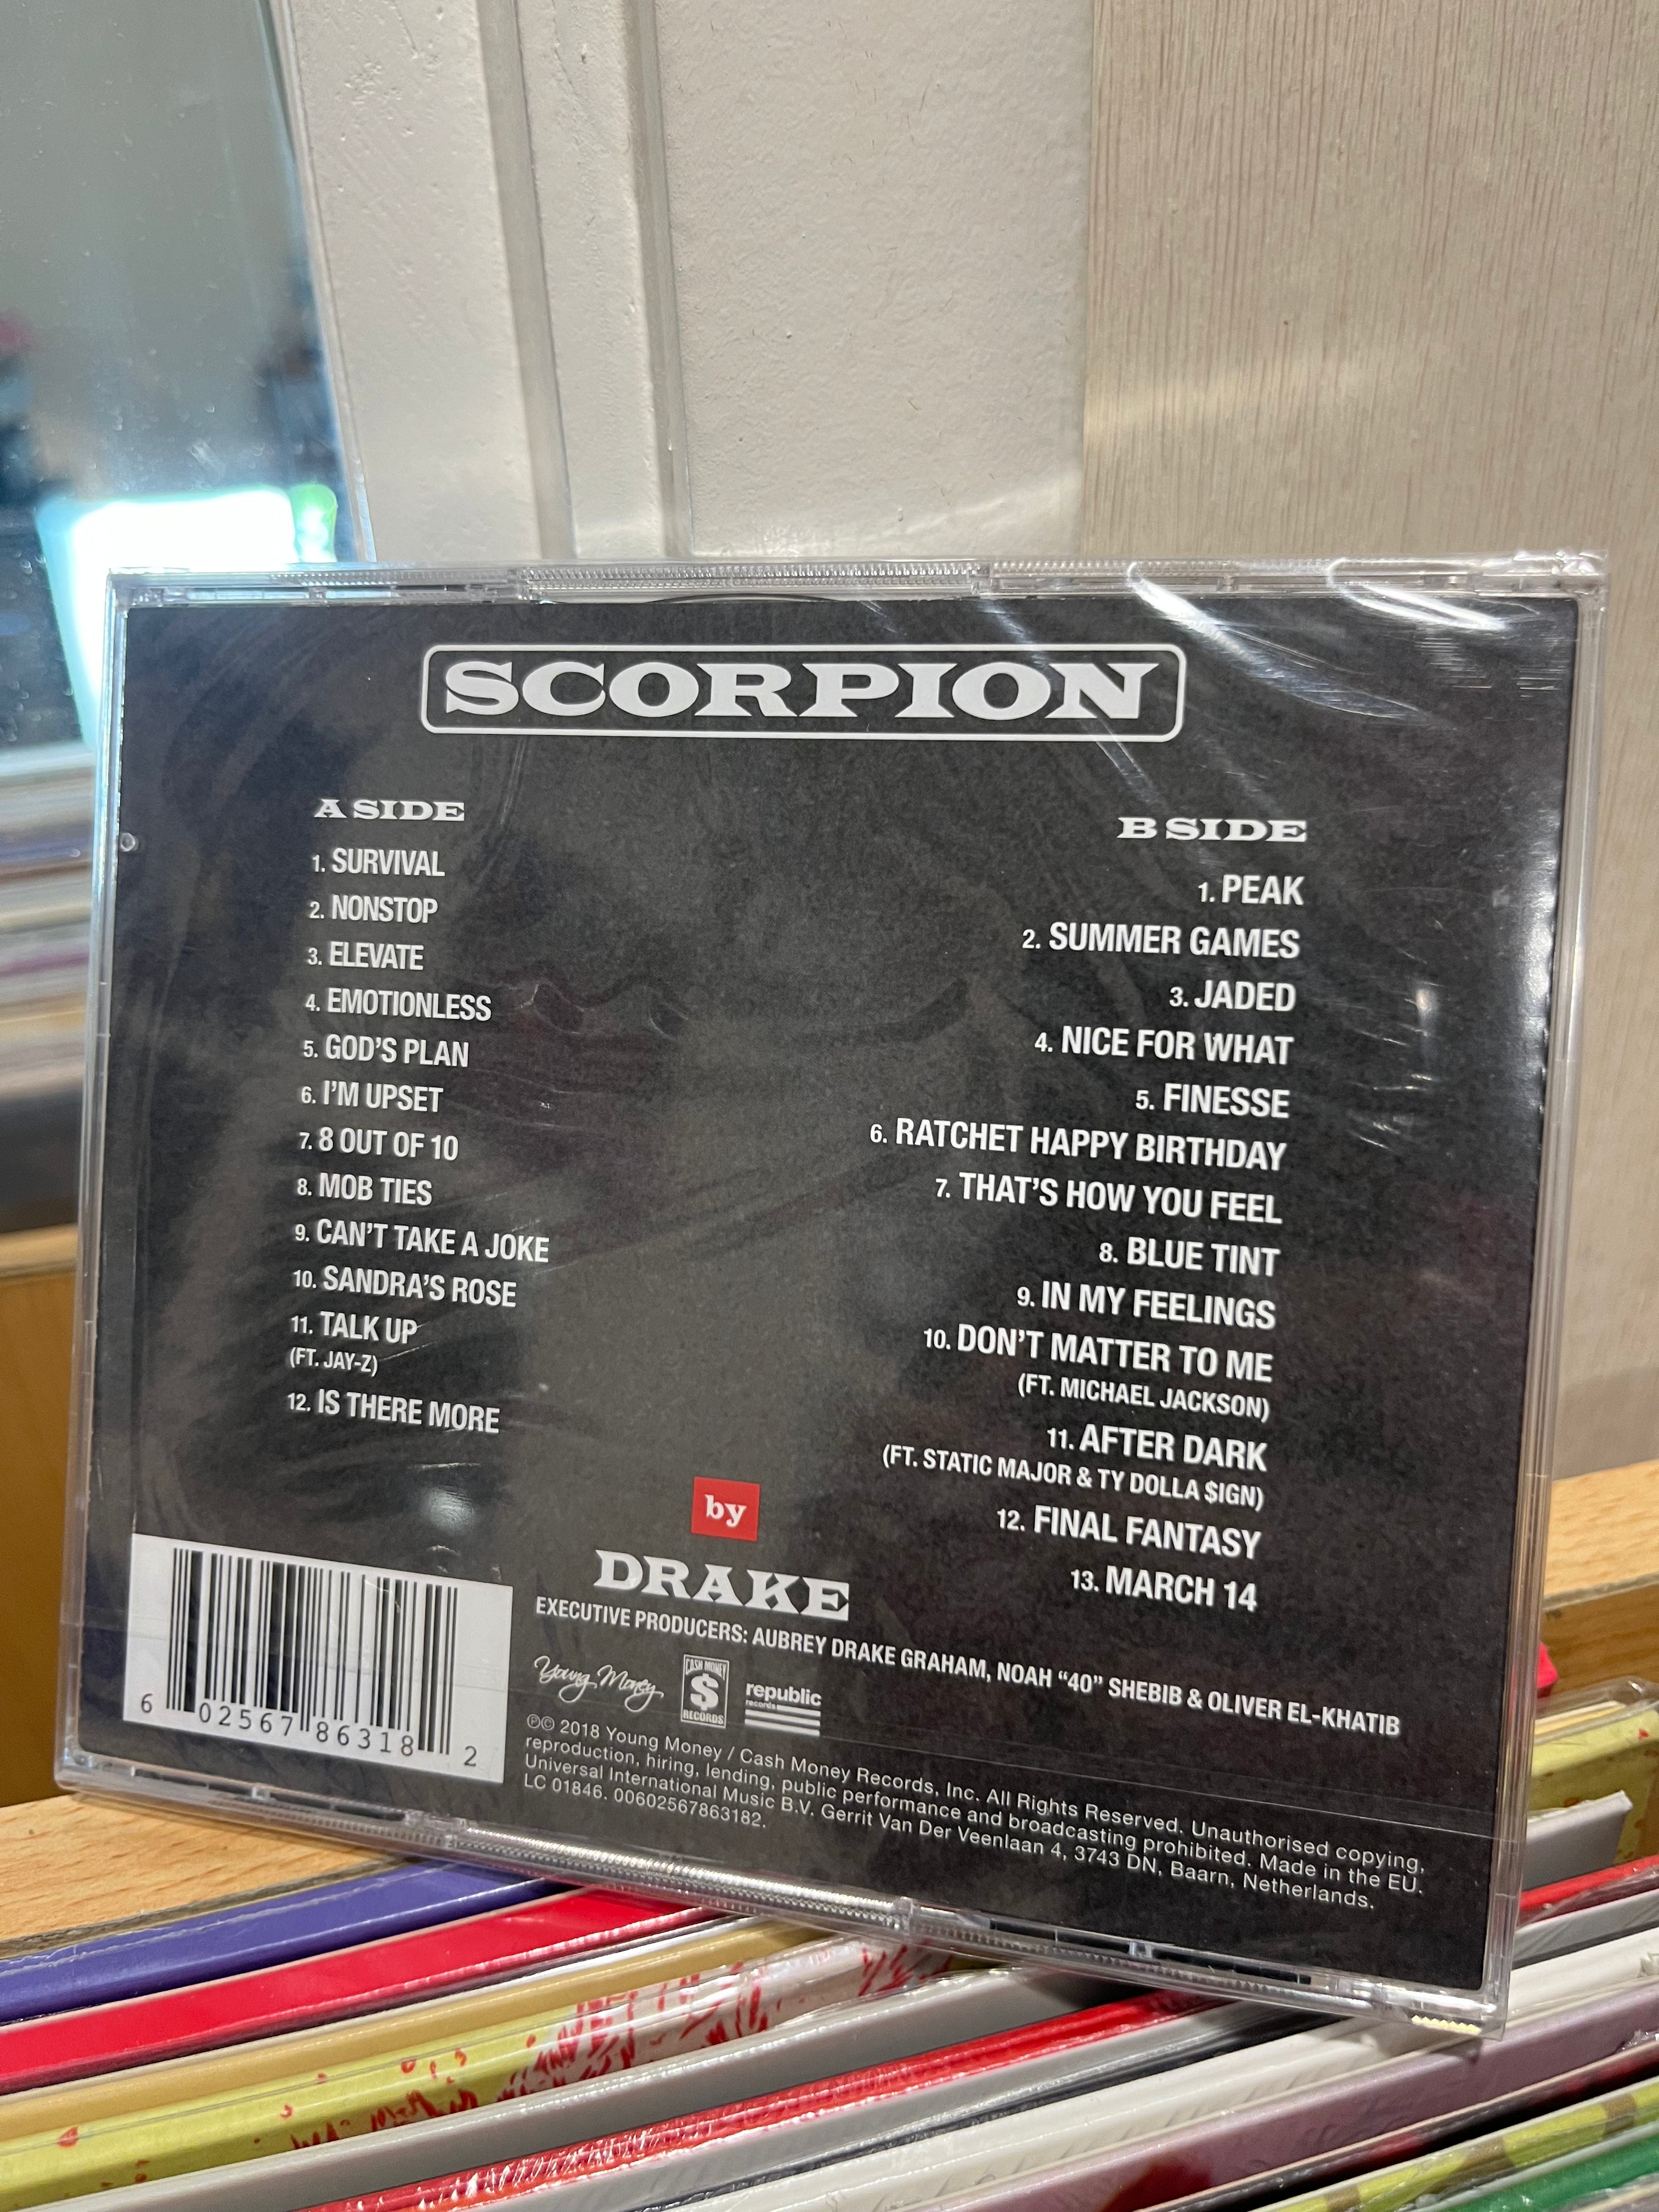 SCORPION
A SIDE
1. SURVIVAL
2. NONSTOP
3. ELEVATE
4. EMOTIONLESS
5. GOD'S PLAN
6. I'M UPSET
7. 8 OUT OF 10
8. MOB TIES
9. CAN'T TAKE A JOKE
10. SANDRA'S ROSE
11. TALK UP
(FT. JAY-Z)
12. IS THERE MORE
B SIDE
1. PEAK
2. SUMMER GAMES
3. JADED
4. NICE FOR WHAT
5. FINESSE
6. RATCHET HAPPY BIRTHDAY
7. THAT'S HOW YOU FEEL
8. BLUE TINT
9. IN MY FEELINGS
10. DON'T MATTER TO ME
(FT. MICHAEL JACKSON)
11. AFTER DARK
(FT. STATIC MAJOR & TY DOLLA $IGN)
12. FINAL FANTASY
13. MARCH 14
by
DRAKE
EXECUTIVE PRODUCERS: AUBREY DRAKE GRAHAM, NOAH “40” SHEBIB & OLIVER EL-KHATIB
Young Money
CASH MONEY
$
RECORDS
republic
records
℗© 2018 Young Money / Cash Money Records, Inc. All Rights Reserved. Unauthorised copying,
reproduction, hiring, lending, public performance and broadcasting prohibited. Made in the EU.
Universal International Music B.V. Gerrit Van Der Veenlaan 4, 3743 DN, Baarn, Netherlands.
LC 01846. 00602567863182.
6 02567 86318 2